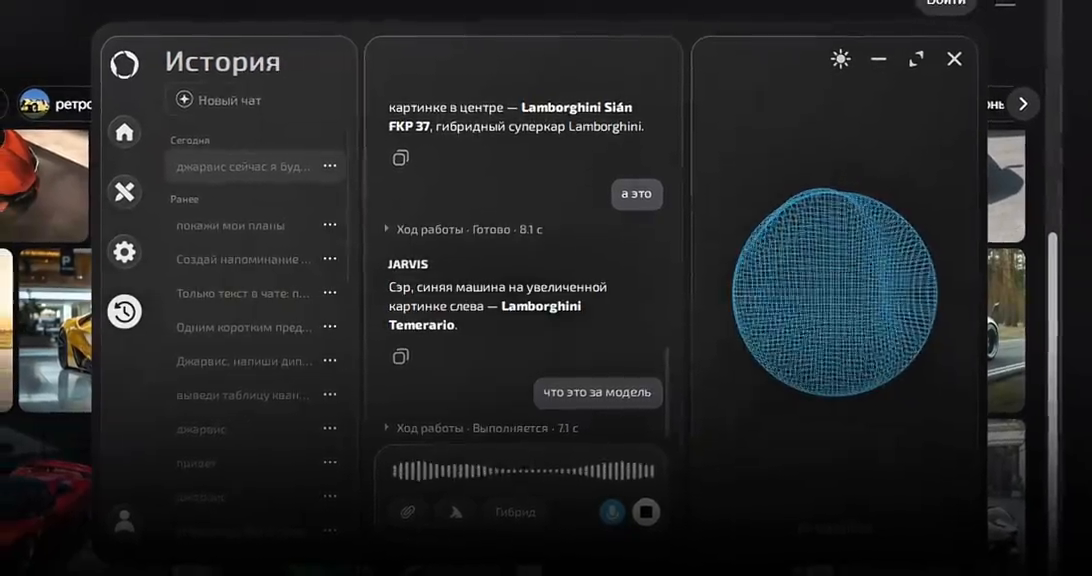 Войти
ретро
История
Новый чат
Сегодня
джарвис сейчас я буд...
Ранее
покажи мои планы
Создай напоминание ...
Только текст в чате: п...
Одним коротким пред...
Джарвис, напиши дип...
выведи таблицу кван...
джарвис
привет
картинке в центре — Lamborghini Sián
FKP 37, гибридный суперкар Lamborghini.
а это
Ход работы · Готово · 8.1 с
JARVIS
Сэр, синяя машина на увеличенной
картинке слева — Lamborghini
Temerario.
что это за модель
Ход работы · Выполняется · 7.1 с
Гибрид